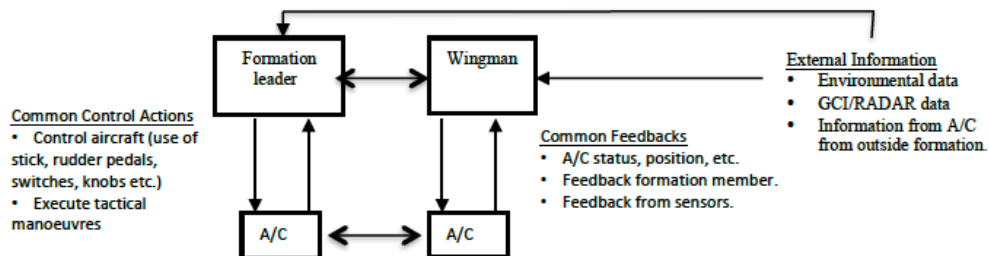 Formation
leader
Wingman
External Information
• Environmental data
• GCI/RADAR data
• Information from A/C
from outside formation.
Common Control Actions
• Control aircraft (use of
stick, rudder pedals,
switches, knobs etc.)
• Execute tactical
manoeuvres
Common Feedbacks
• A/C status, position, etc.
• Feedback formation member.
• Feedback from sensors.
A/C
A/C